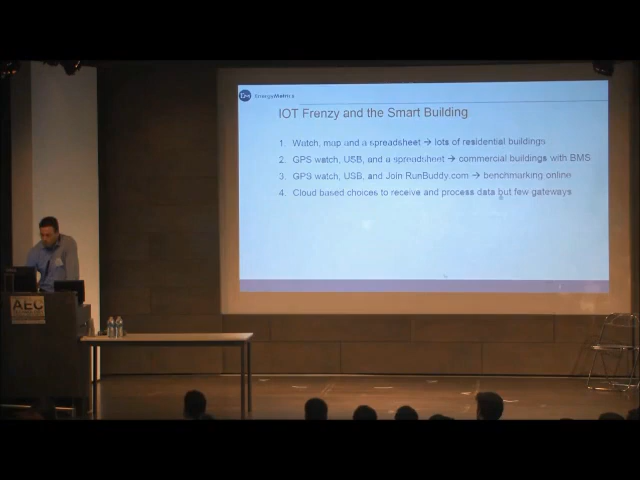 EnergyMetrics
IOT Frenzy and the Smart Building
1. Watch, map and a spreadsheet → lots of residential buildings
2. GPS watch, USB, and a spreadsheet → commercial buildings with BMS
3. GPS watch, USB, and Join RunBuddy.com → benchmarking online
4. Cloud based choices to receive and process data but few gateways
AEC